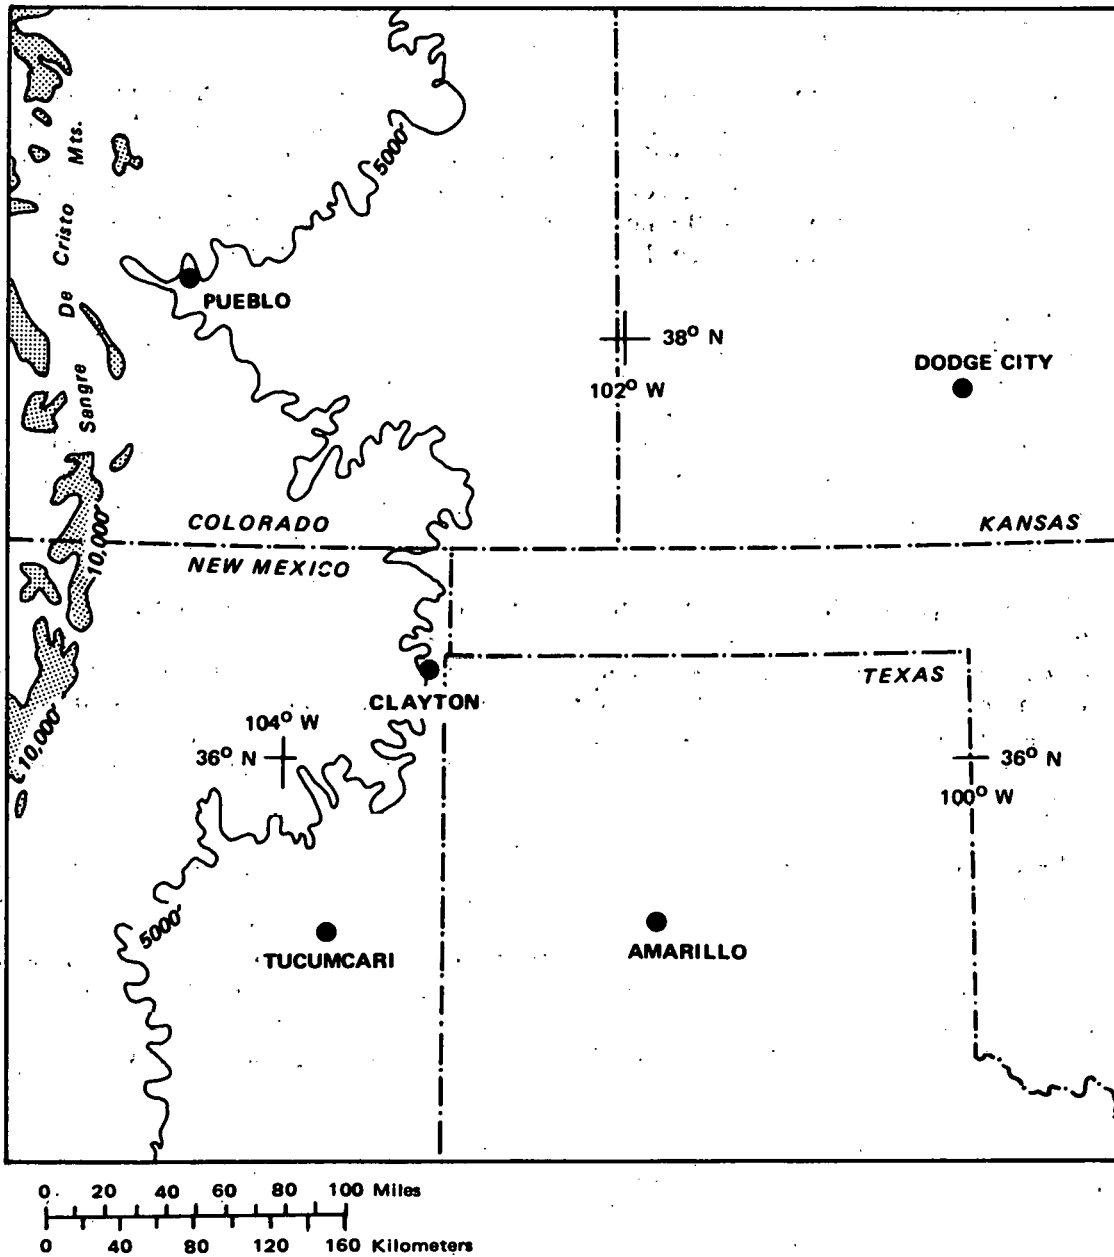 5000'
Sangre De Cristo Mts.
PUEBLO
38° N
102° W
DODGE CITY
COLORADO
KANSAS
10,000'
NEW MEXICO
TEXAS
CLAYTON
104° W
36° N
36° N
100° W
10,000'
5000'
TUCUMCARI
AMARILLO
0 20 40 60 80 100 Miles
0 40 80 120 160 Kilometers